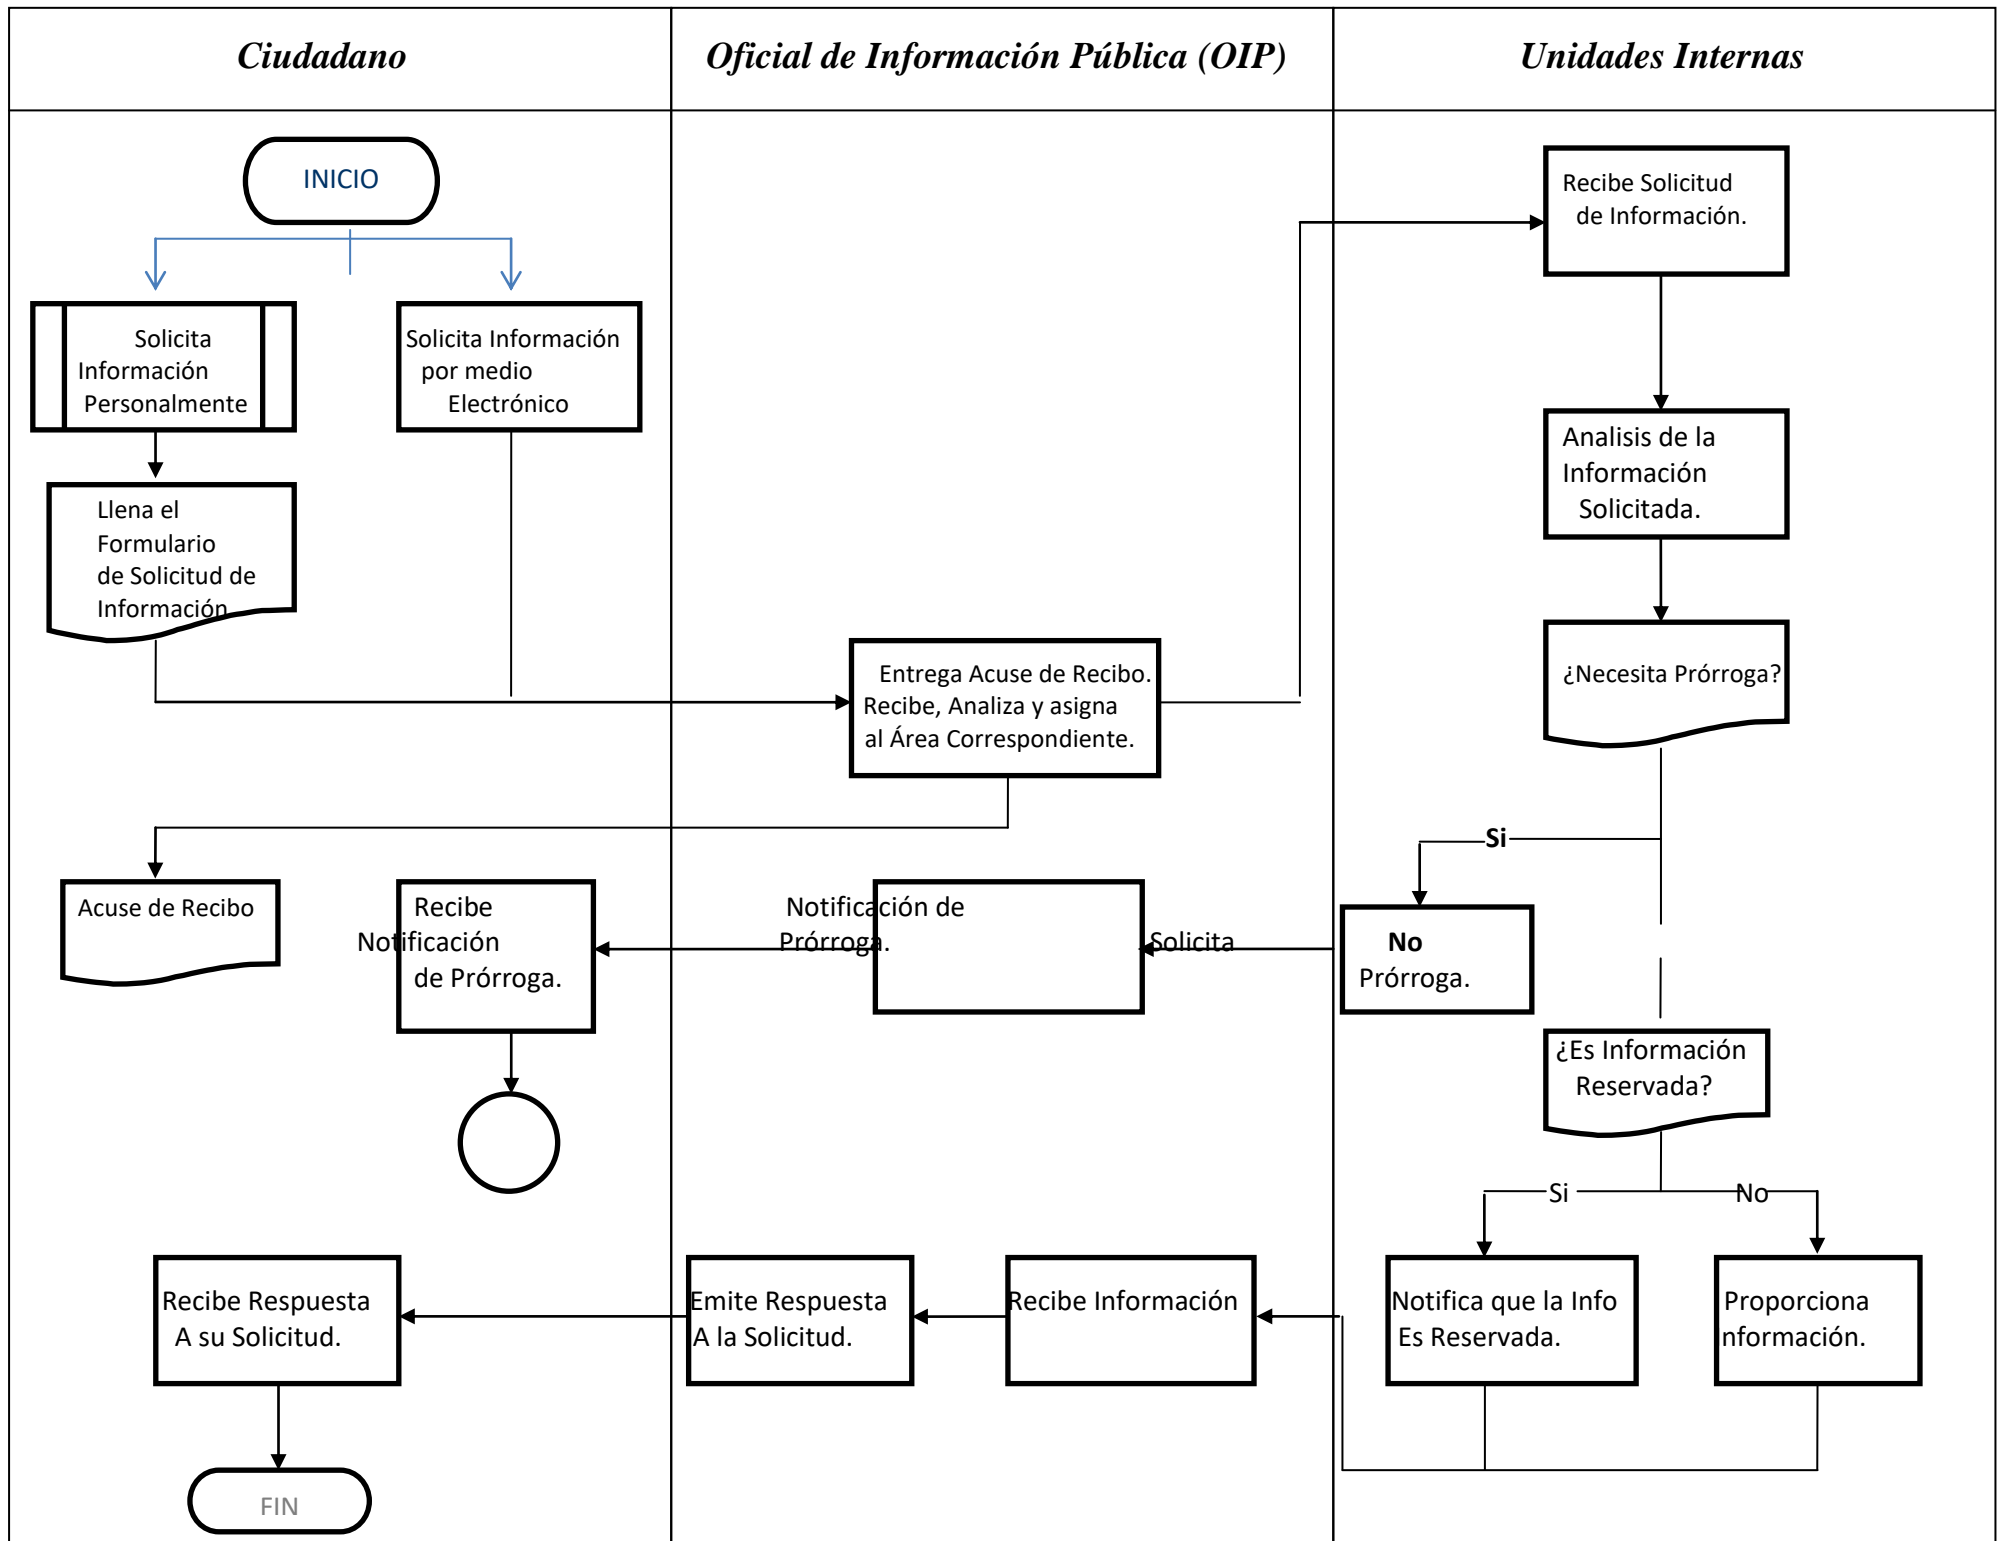 Ciudadano
Oficial de Información Pública (OIP)
Unidades Internas
INICIO
Recibe Solicitud
de Información.
Solicita
Información
Personalmente
Solicita Información
por medio
Electrónico
Analisis de la
Información
Solicitada.
Llena el
Formulario
de Solicitud de
Información
Entrega Acuse de Recibo.
Recibe, Analiza y asigna
al Área Correspondiente.
¿Necesita Prórroga?
Si
Acuse de Recibo
Recibe
Notificación
de Prórroga.
Notificación de
Prórroga.
Solicita
No
Prórroga.
¿Es Información
Reservada?
Si
No
Recibe Respuesta
A su Solicitud.
Emite Respuesta
A la Solicitud.
Recibe Información
Notifica que la Info
Es Reservada.
Proporciona
nformación.
FIN